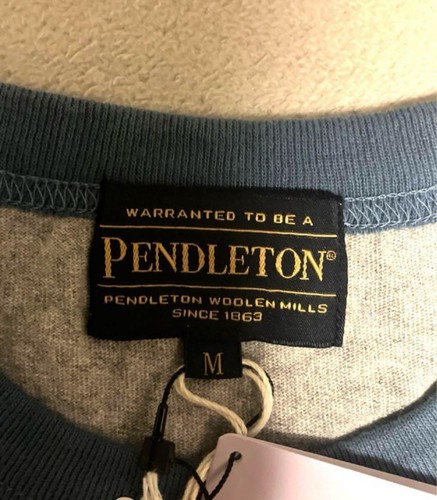 WARRANTED TO BE A
PENDLETON®
PENDLETON WOOLEN MILLS
SINCE 1863
M